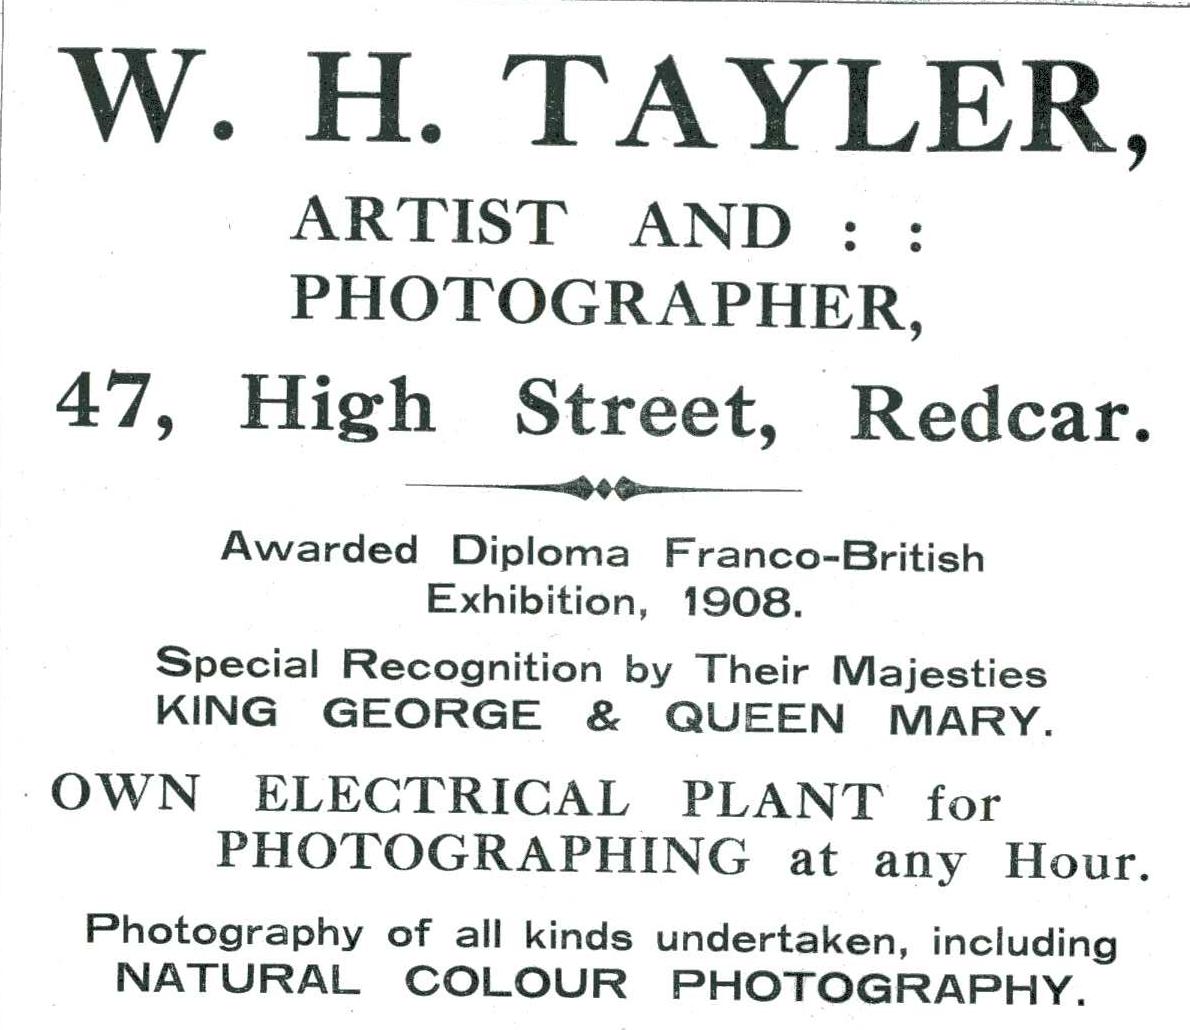 W. H. TAYLER,
ARTIST AND : :
PHOTOGRAPHER,
47, High Street, Redcar.
Awarded Diploma Franco-British
Exhibition, 1908.
Special Recognition by Their Majesties
KING GEORGE & QUEEN MARY.
OWN ELECTRICAL PLANT for
PHOTOGRAPHING at any Hour.
Photography of all kinds undertaken, including
NATURAL COLOUR PHOTOGRAPHY.